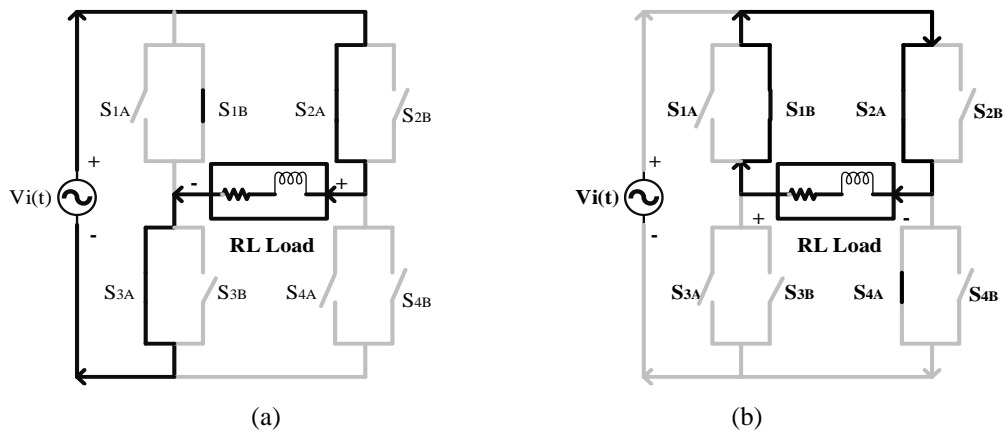 S1A
S1B
S2A
S2B
+
Vi(t)
-
-
+
RL Load
S3A
S3B
S4A
S4B
(a)
S1A
S1B
S2A
S2B
+
Vi(t)
-
+
-
RL Load
S3A
S3B
S4A
S4B
(b)